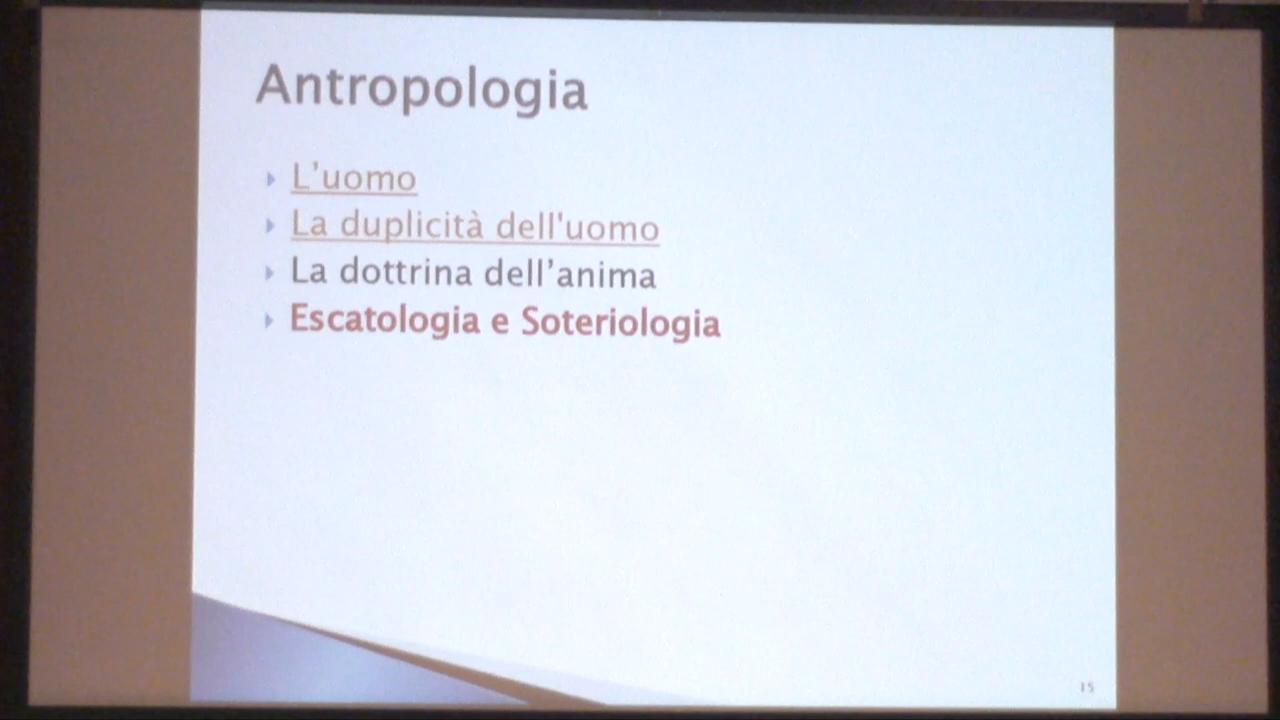 Antropologia
L’uomo
La duplicità dell'uomo
La dottrina dell’anima
Escatologia e Soteriologia
15